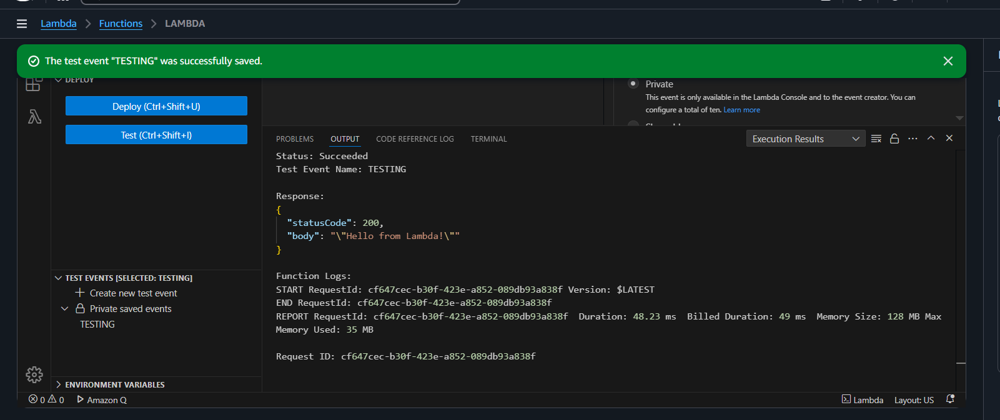 Lambda > Functions > LAMBDA
The test event "TESTING" was successfully saved.
DEPLOY
Deploy (Ctrl+Shift+U)
Test (Ctrl+Shift+I)
Private
This event is only available in the Lambda Console and to the event creator. You can
configure a total of ten. Learn more
PROBLEMS OUTPUT CODE REFERENCE LOG TERMINAL Execution Results
Status: Succeeded
Test Event Name: TESTING
Response:
{
"statusCode": 200,
"body": "\"Hello from Lambda!\""
}
Function Logs:
START RequestId: cf647cec-b30f-423e-a852-089db93a838f Version: $LATEST
END RequestId: cf647cec-b30f-423e-a852-089db93a838f
REPORT RequestId: cf647cec-b30f-423e-a852-089db93a838f Duration: 48.23 ms Billed Duration: 49 ms Memory Size: 128 MB Max
Memory Used: 35 MB
Request ID: cf647cec-b30f-423e-a852-089db93a838f
TEST EVENTS [SELECTED: TESTING]
Create new test event
Private saved events
TESTING
ENVIRONMENT VARIABLES
0 0 Amazon Q Lambda Layout: US